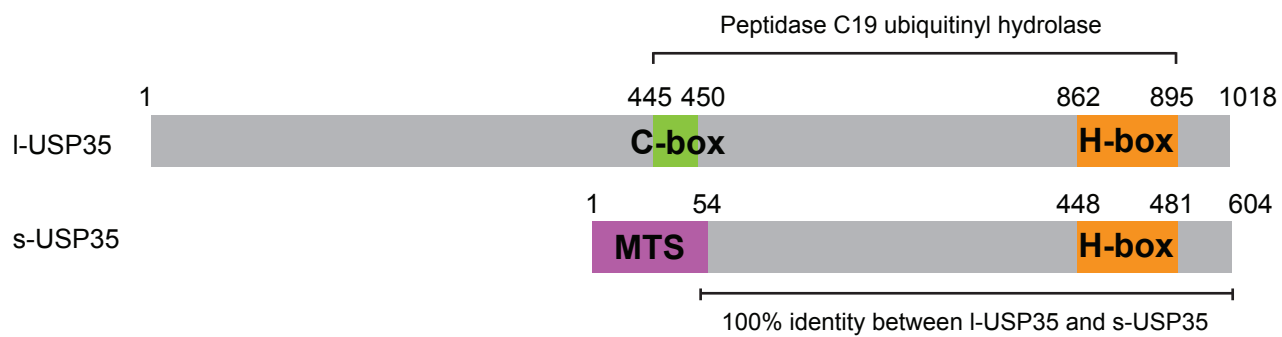 Peptidase C19 ubiquitinyl hydrolase
1 445 450 862 895 1018
l-USP35 C-box H-box
1 54 448 481 604
s-USP35 MTS H-box
100% identity between l-USP35 and s-USP35